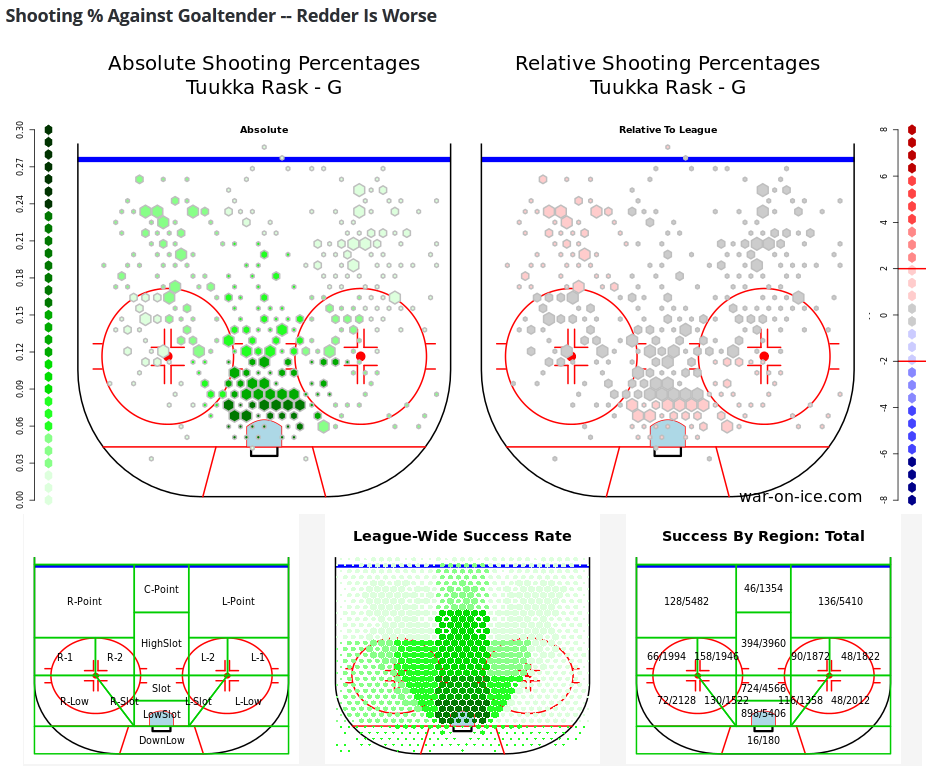 Shooting % Against Goaltender -- Redder Is Worse
Absolute Shooting Percentages
Tuukka Rask - G
Relative Shooting Percentages
Tuukka Rask - G
Absolute
Relative To League
0.30
0.27
0.24
0.21
0.18
0.15
0.12
0.09
0.06
0.03
0.00
8
6
4
2
0
-2
-4
-6
-8
war-on-ice.com
League-Wide Success Rate
Success By Region: Total
R-Point
C-Point
L-Point
HighSlot
R-1
R-2
L-2
L-1
Slot
R-Low
R-Slot
L-Slot
L-Low
LowSlot
DownLow
128/5482
46/1354
136/5410
394/3960
66/1994
158/1946
90/1872
48/1822
724/4566
72/2128
130/1522
116/1358
48/2012
898/5406
16/180